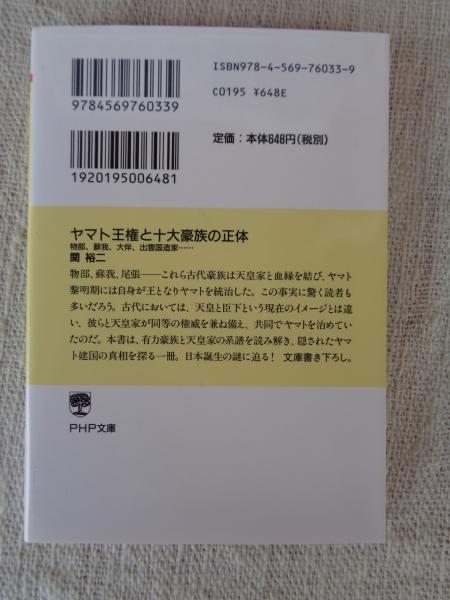 ISBN978-4-569-76033-9
C0195 ¥648E
定価：本体648円（税別）
9784569760339
1920195006481
ヤマト王権と十大豪族の正体
物部、蘇我、大伴、出雲国造家……
関 裕二
物部、蘇我、尾張――これら古代豪族は天皇家と血縁を結び、ヤマト
黎明期には自身が王となりヤマトを統治した。この事実に驚く読者も
多いだろう。古代においては、天皇と臣下という現在のイメージとは違
い、彼らと天皇家が同等の権威を兼ね備え、共同でヤマトを治めてい
たのだ。本書は、有力豪族と天皇家の系譜を読み解き、隠されたヤマ
ト建国の真相を探る一冊。日本誕生の謎に迫る！ 文庫書き下ろし。
PHP文庫